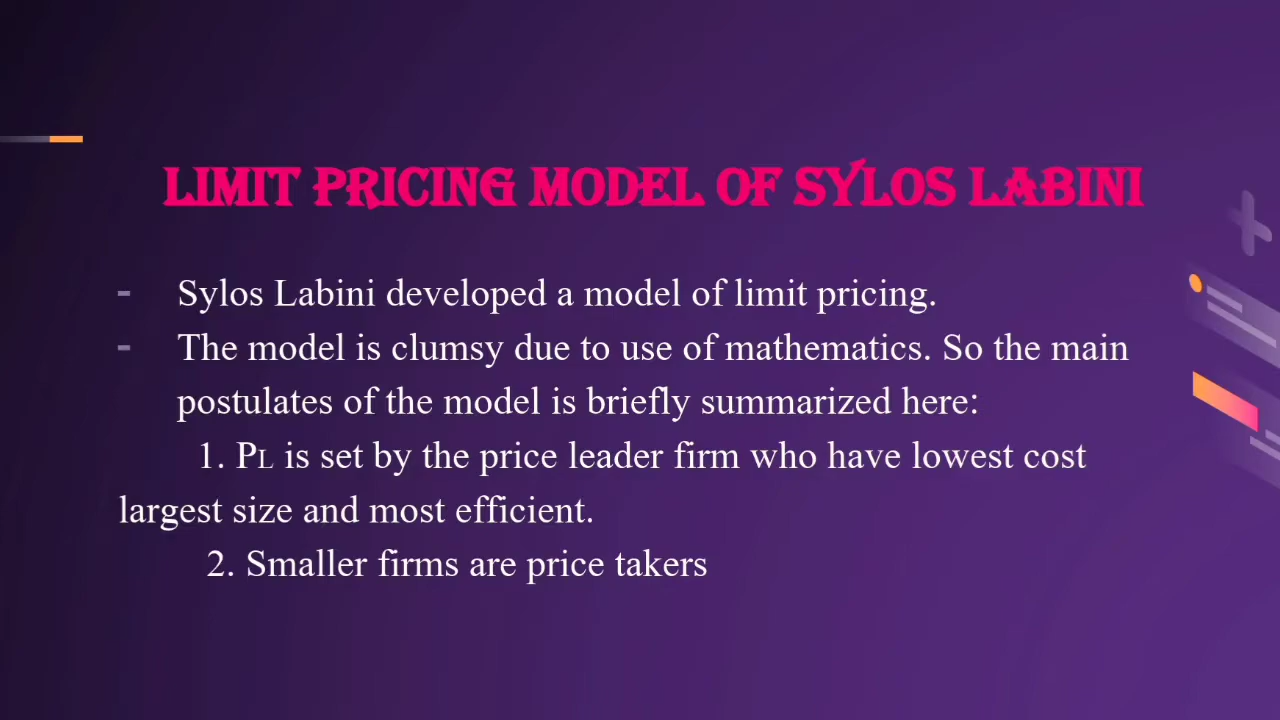 LIMIT PRICING MODEL OF SYLOS LABINI
- Sylos Labini developed a model of limit pricing.
- The model is clumsy due to use of mathematics. So the main
postulates of the model is briefly summarized here:
1. PL is set by the price leader firm who have lowest cost
largest size and most efficient.
2. Smaller firms are price takers